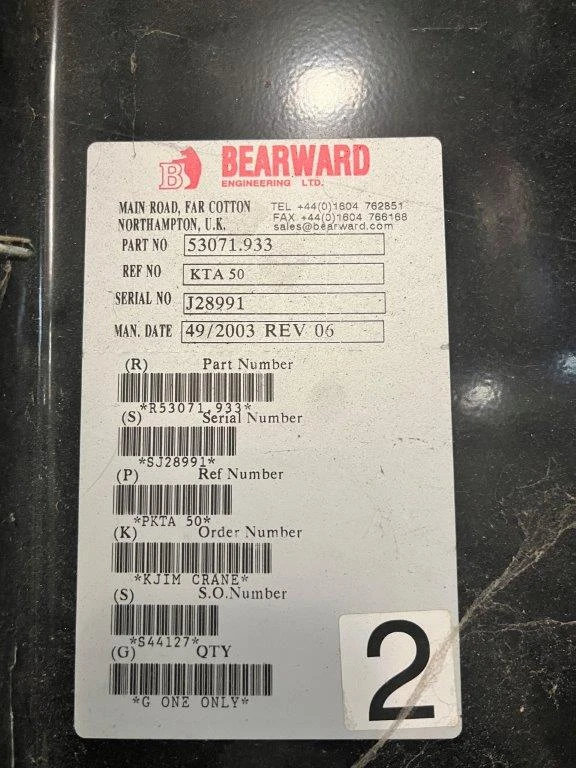 B BEARWARD
ENGINEERING LTD.
MAIN ROAD, FAR COTTON
NORTHAMPTON, U.K.
TEL +44(0)1604 762851
FAX +44(0)1604 766168
sales@bearward.com
PART NO 53071.933
REF NO KTA 50
SERIAL NO J28991
MAN. DATE 49/2003 REV 06
(R) Part Number
*R53071.933*
(S) Serial Number
*SJ28991*
(P) Ref Number
*PKTA 50*
(K) Order Number
*KJIM CRANE*
(S) S.O.Number
*S44127*
(G) QTY
*G ONE ONLY*
2